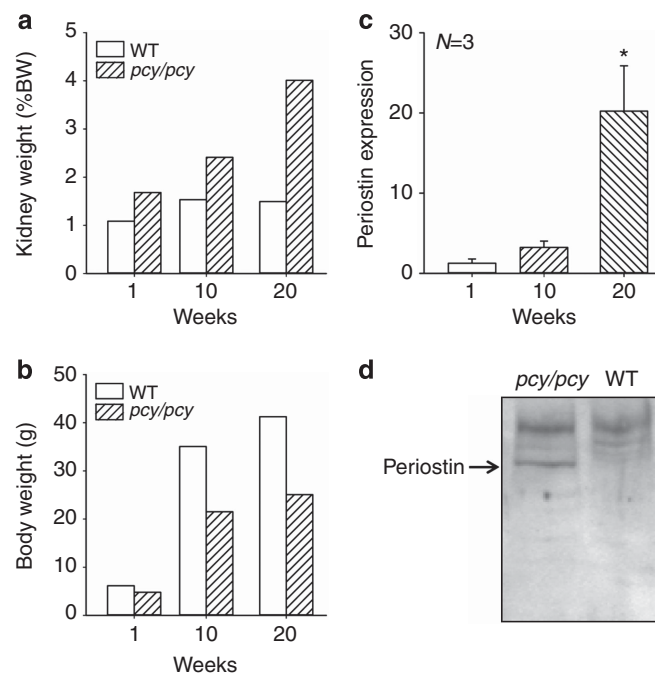 a
5
4
3
2
1
0
Kidney weight (%BW)
WT
pcy/pcy
1 10 20
Weeks
c
30
20
10
0
Periostin expression
N=3
*
1 10 20
Weeks
b
50
40
30
20
10
0
Body weight (g)
WT
pcy/pcy
1 10 20
Weeks
d
pcy/pcy WT
Periostin